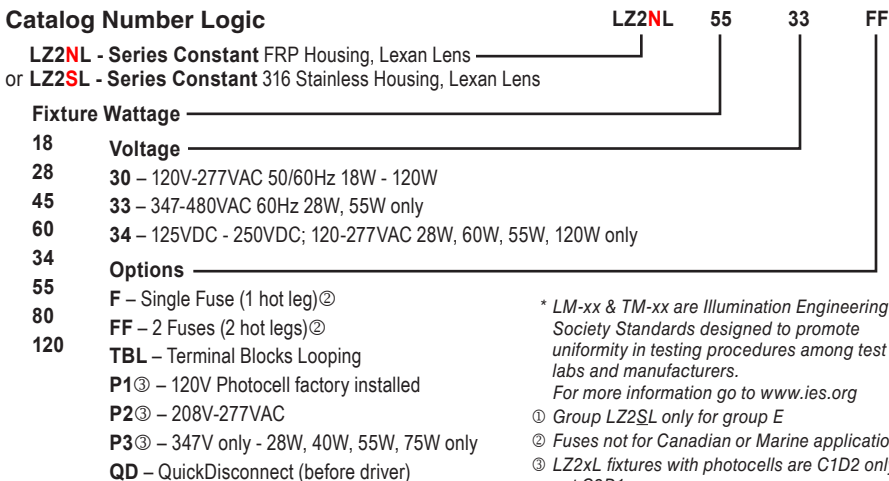 Catalog Number Logic LZ2NL 55 33 FF
LZ2NL - Series Constant FRP Housing, Lexan Lens
or LZ2SL - Series Constant 316 Stainless Housing, Lexan Lens
Fixture Wattage
18
28
45
60
34
55
80
120
Voltage
30 – 120V-277VAC 50/60Hz 18W - 120W
33 – 347-480VAC 60Hz 28W, 55W only
34 – 125VDC - 250VDC; 120-277VAC 28W, 60W, 55W, 120W only
Options
F – Single Fuse (1 hot leg)②
FF – 2 Fuses (2 hot legs)②
TBL – Terminal Blocks Looping
P1③ – 120V Photocell factory installed
P2③ – 208V-277VAC
P3③ – 347V only - 28W, 40W, 55W, 75W only
QD – QuickDisconnect (before driver)
* LM-xx & TM-xx are Illumination Engineering
Society Standards designed to promote
uniformity in testing procedures among test
labs and manufacturers.
For more information go to www.ies.org
① Group LZ2SL only for group E
② Fuses not for Canadian or Marine applicatio
③ LZ2xL fixtures with photocells are C1D2 only